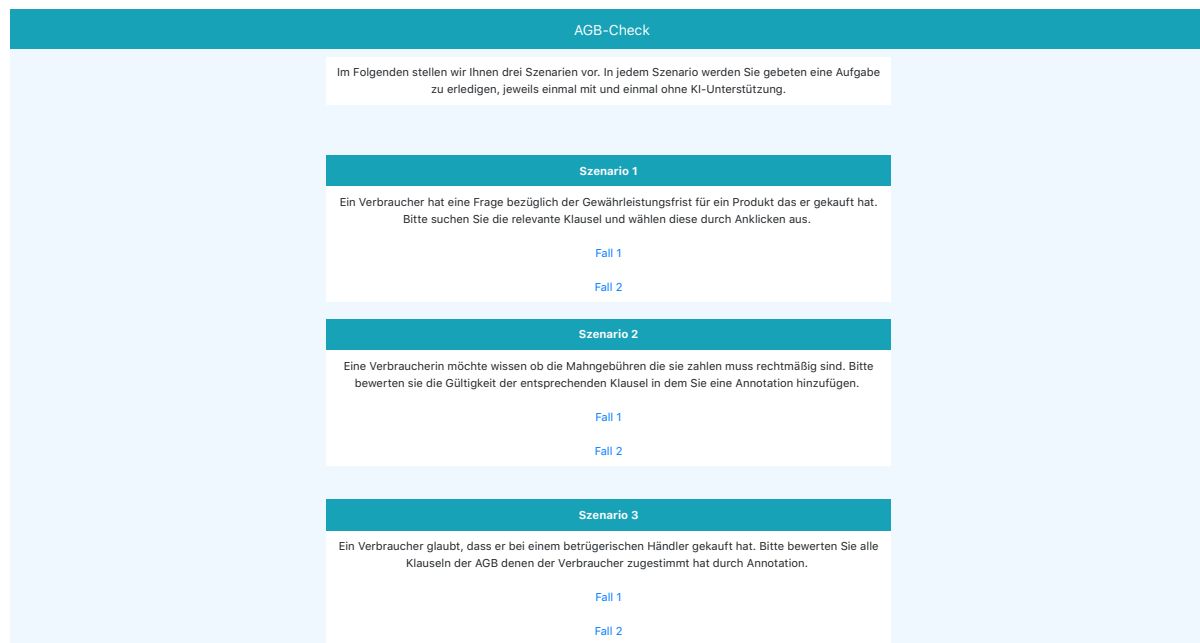 AGB-Check
Im Folgenden stellen wir Ihnen drei Szenarien vor. In jedem Szenario werden Sie gebeten eine Aufgabe
zu erledigen, jeweils einmal mit und einmal ohne KI-Unterstützung.
Szenario 1
Ein Verbraucher hat eine Frage bezüglich der Gewährleistungsfrist für ein Produkt das er gekauft hat.
Bitte suchen Sie die relevante Klausel und wählen diese durch Anklicken aus.
Fall 1
Fall 2
Szenario 2
Eine Verbraucherin möchte wissen ob die Mahngebühren die sie zahlen muss rechtmäßig sind. Bitte
bewerten sie die Gültigkeit der entsprechenden Klausel in dem Sie eine Annotation hinzufügen.
Fall 1
Fall 2
Szenario 3
Ein Verbraucher glaubt, dass er bei einem betrügerischen Händler gekauft hat. Bitte bewerten Sie alle
Klauseln der AGB denen der Verbraucher zugestimmt hat durch Annotation.
Fall 1
Fall 2